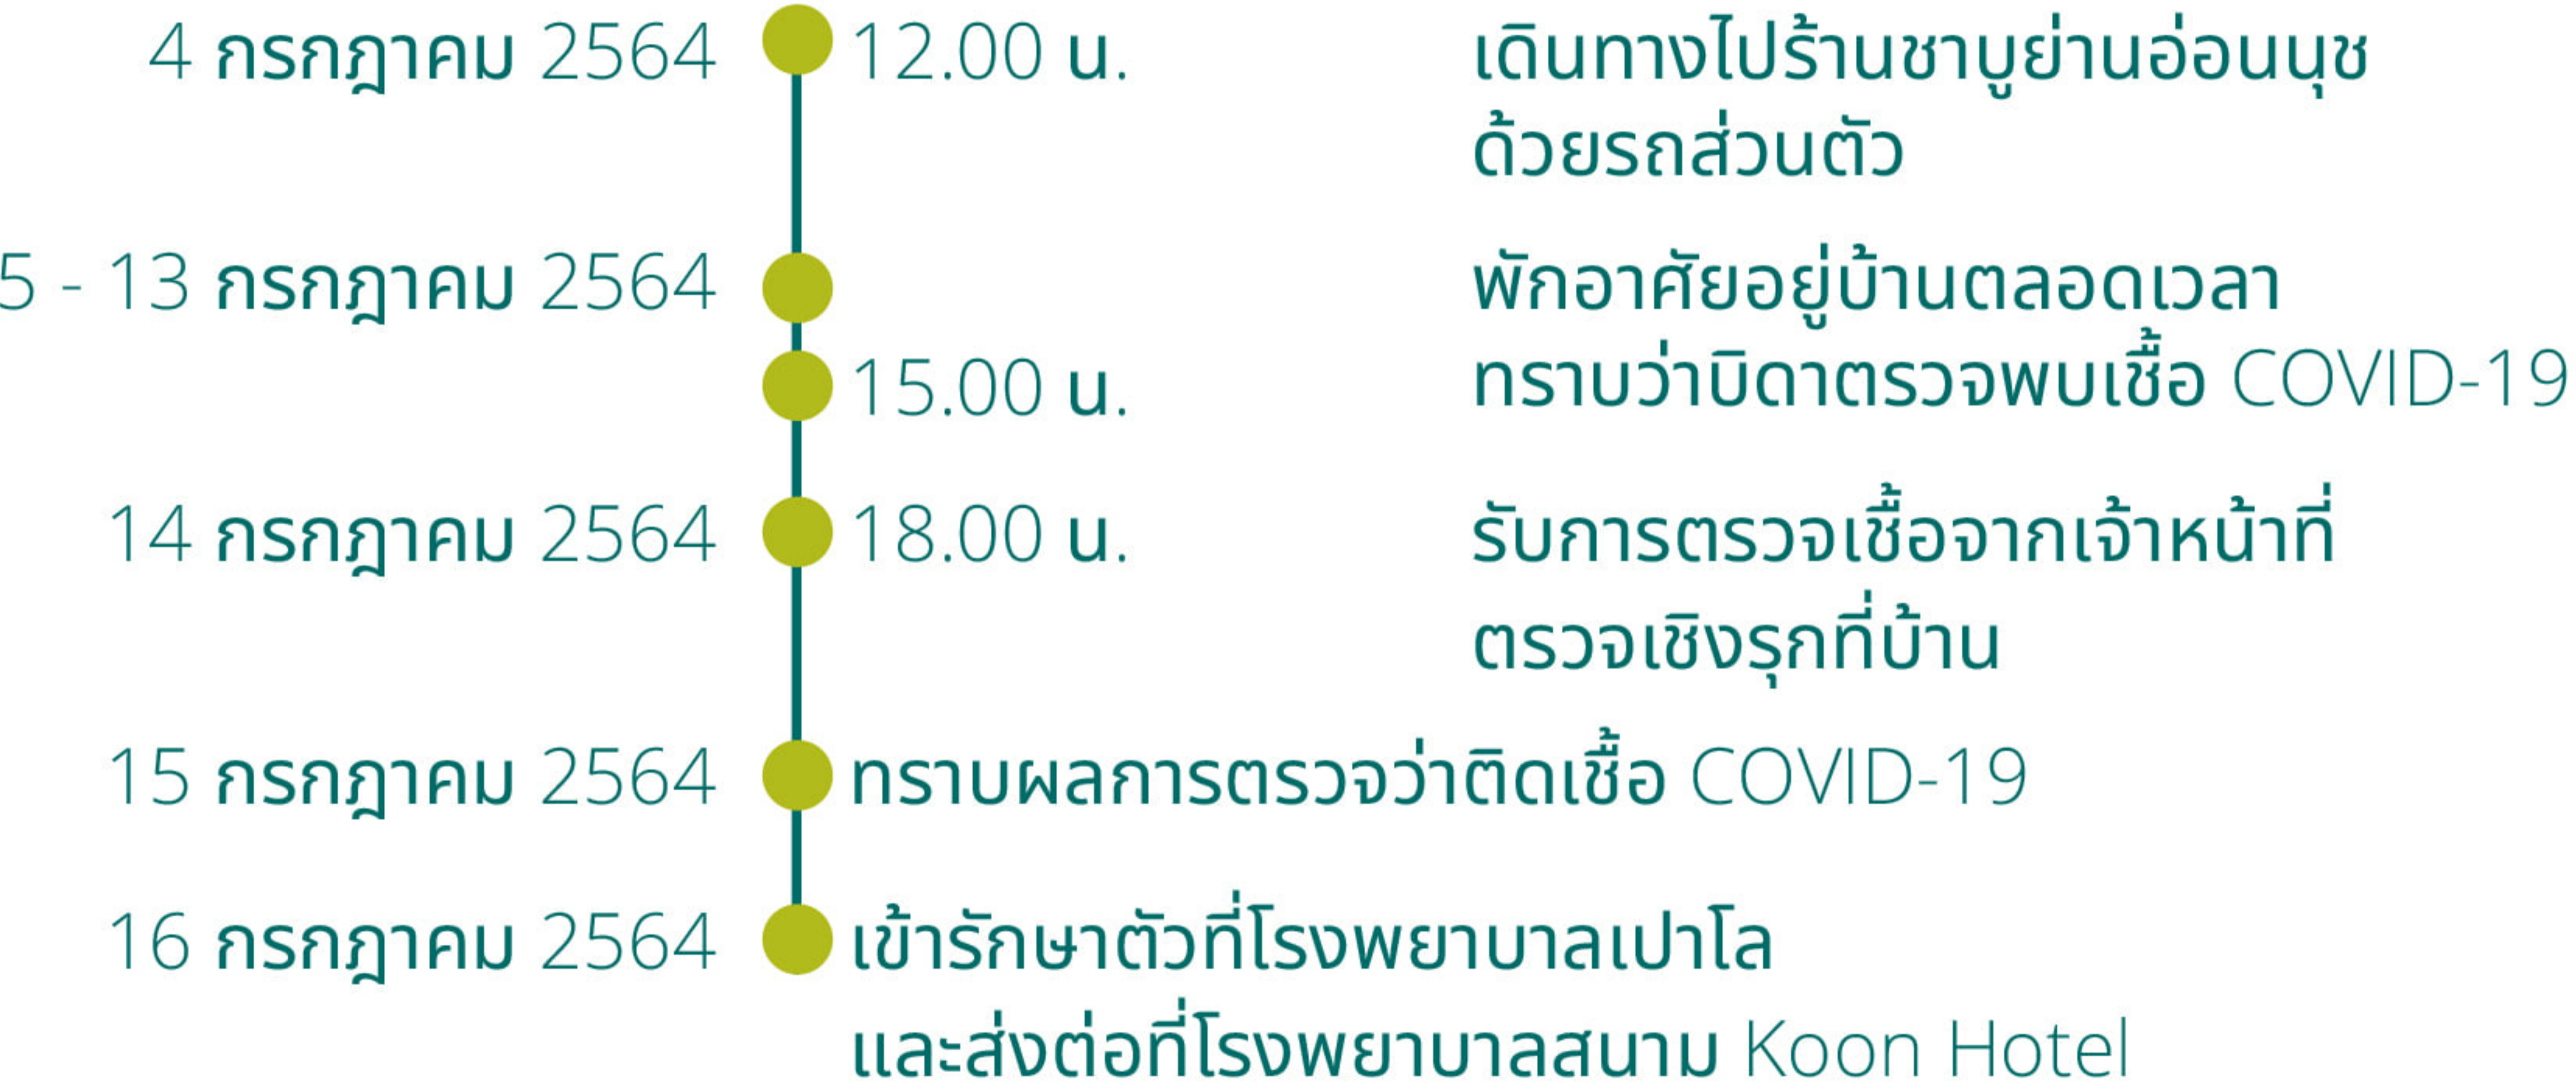 4 กรกฎาคม 2564 12.00 น. เดินทางไปร้านชาบูย่านอ่อนนุช
ด้วยรถส่วนตัว
5 - 13 กรกฎาคม 2564 พักอาศัยอยู่บ้านตลอดเวลา
15.00 น. ทราบว่าบิดาตรวจพบเชื้อ COVID-19
14 กรกฎาคม 2564 18.00 น. รับการตรวจเชื้อจากเจ้าหน้าที่
ตรวจเชิงรุกที่บ้าน
15 กรกฎาคม 2564 ทราบผลการตรวจว่าติดเชื้อ COVID-19
16 กรกฎาคม 2564 เข้ารักษาตัวที่โรงพยาบาลเปาโล
และส่งต่อที่โรงพยาบาลสนาม Koon Hotel